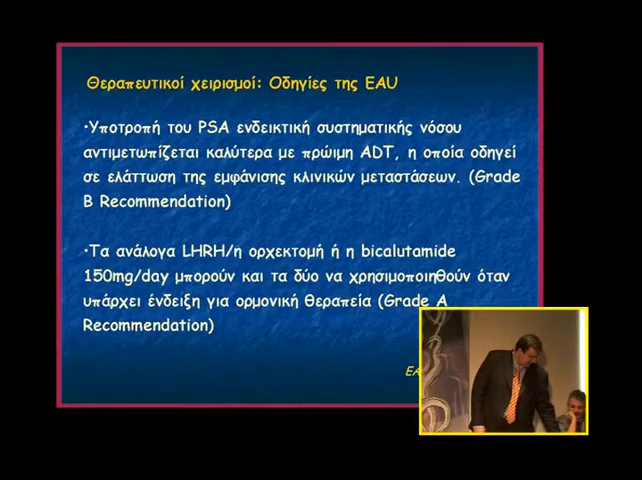 Θεραπευτικοί χειρισμοί: Οδηγίες της EAU
•Υποτροπή του PSA ενδεικτική συστηματικής νόσου
αντιμετωπίζεται καλύτερα με πρώιμη ADT, η οποία οδηγεί
σε ελάττωση της εμφάνισης κλινικών μεταστάσεων. (Grade
B Recommendation)
•Τα ανάλογα LHRH/η ορχεκτομή ή η bicalutamide
150mg/day μπορούν και τα δύο να χρησιμοποιηθούν όταν
υπάρχει ένδειξη για ορμονική θεραπεία (Grade A
Recommendation)